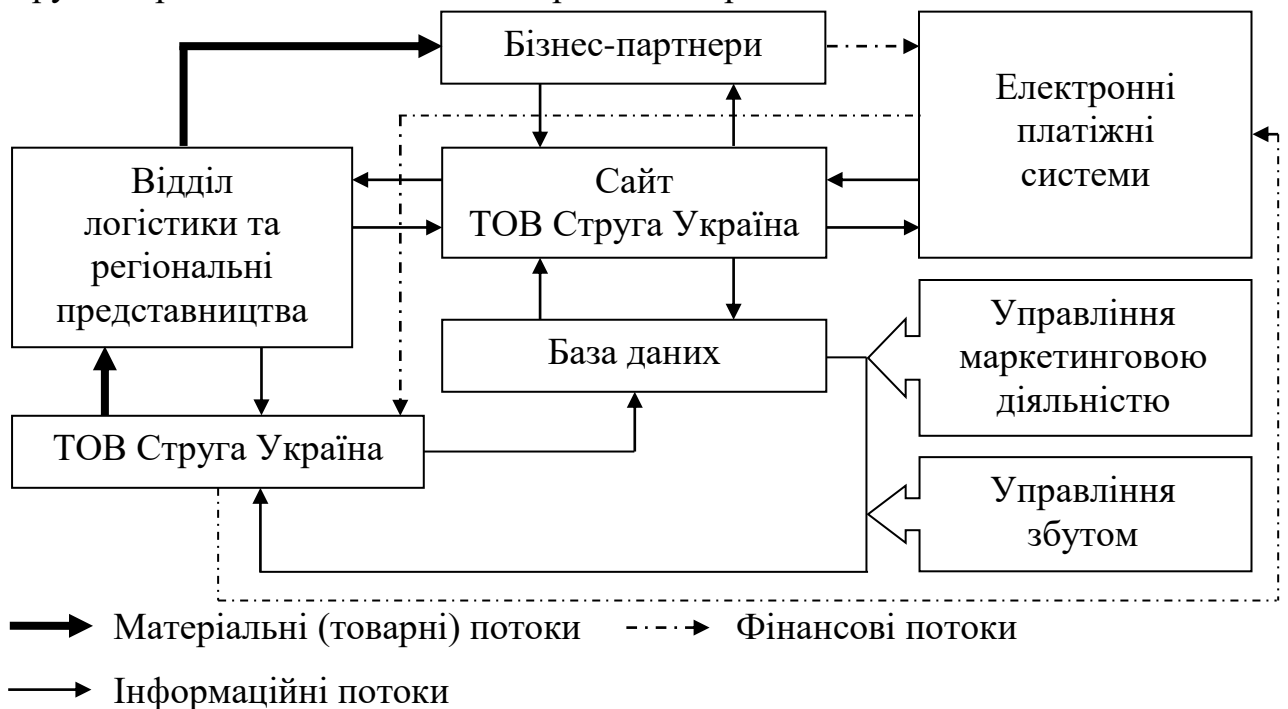 Бізнес-партнери
Електронні
платіжні
системи
Відділ
логістики та
регіональні
представництва
Сайт
ТОВ Струга Україна
База даних
Управління
маркетинговою
діяльністю
ТОВ Струга Україна
Управління
збутом
Матеріальні (товарні) потоки
Фінансові потоки
Інформаційні потоки